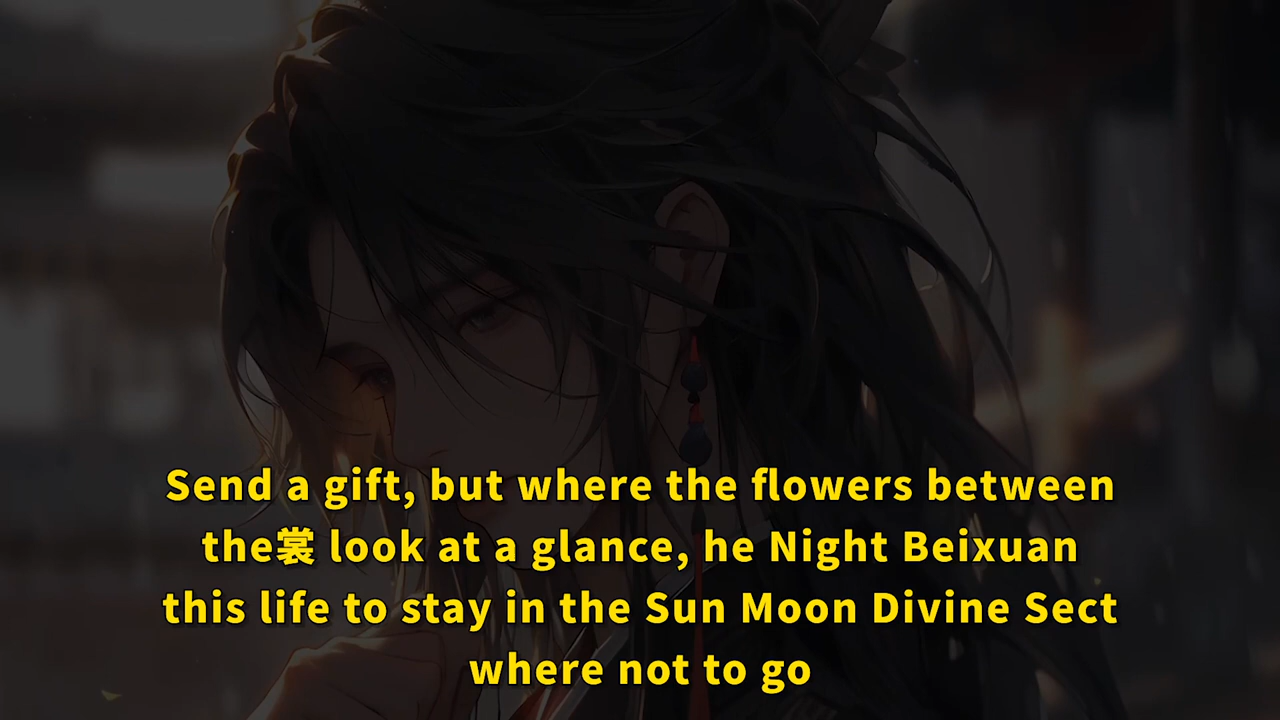 Send a gift, but where the flowers between
the裳 look at a glance, he Night Beixuan
this life to stay in the Sun Moon Divine Sect
where not to go